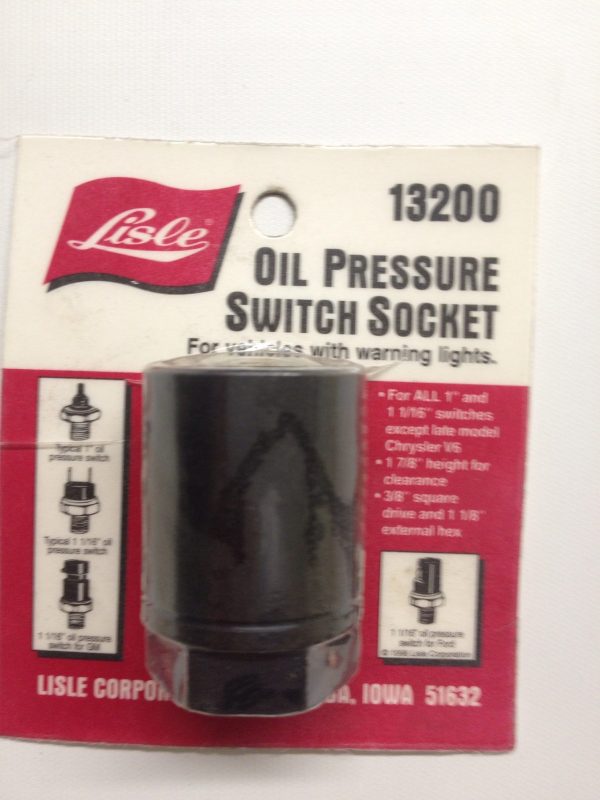 Lisle®
13200
OIL PRESSURE
SWITCH SOCKET
For vehicles with warning lights.
• For ALL 1" and
1 1/16" switches
except late model
Chrysler V6
• 1 7/8" height for
clearance
• 3/8" square
drive and 1 1/8"
external hex
Typical 1" oil
pressure switch
Typical 1 1/16" oil
pressure switch
1 1/16" oil pressure
switch for GM
1 1/16" oil pressure
switch for Ford
Lisle Corporation
LISLE CORPOR DA, IOWA 51632